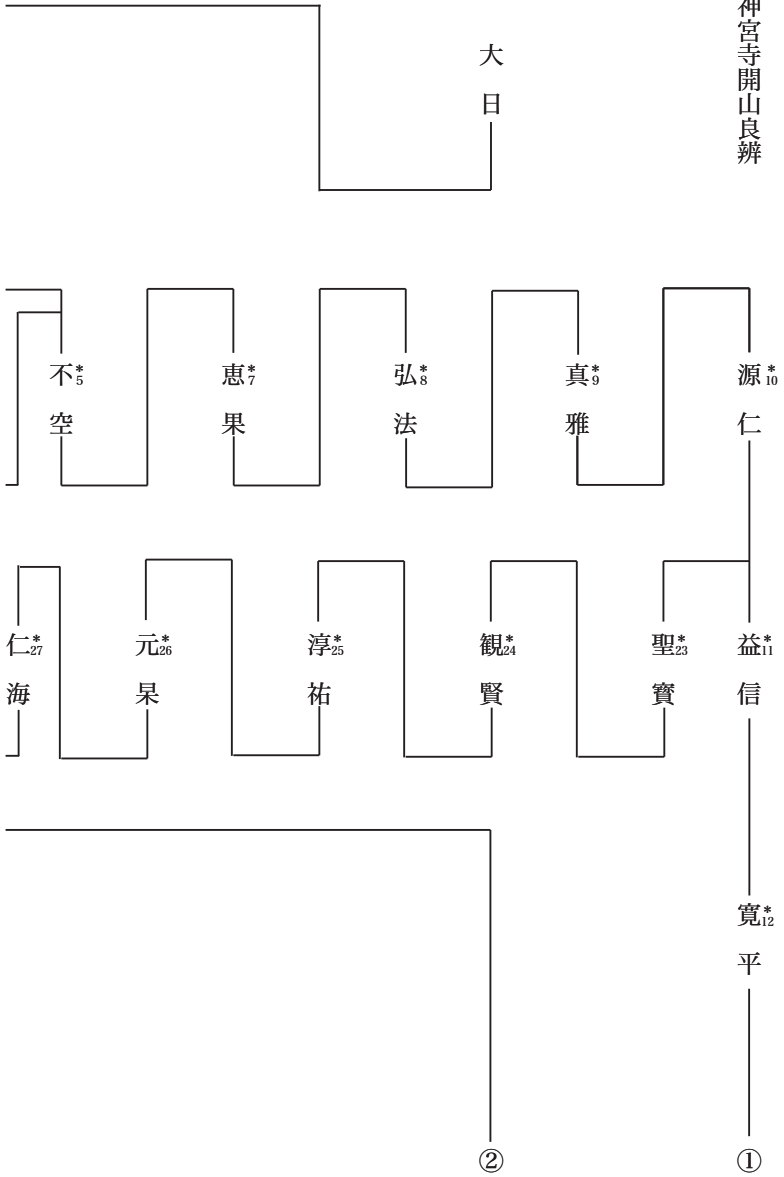 神宮寺開山良辨
大日
不空*5
恵果*7
弘法*8
真雅*9
源仁*10
仁海*27
元杲*26
淳祐*25
観賢*24
聖寳*23
益信*11
寛平*12
②
①